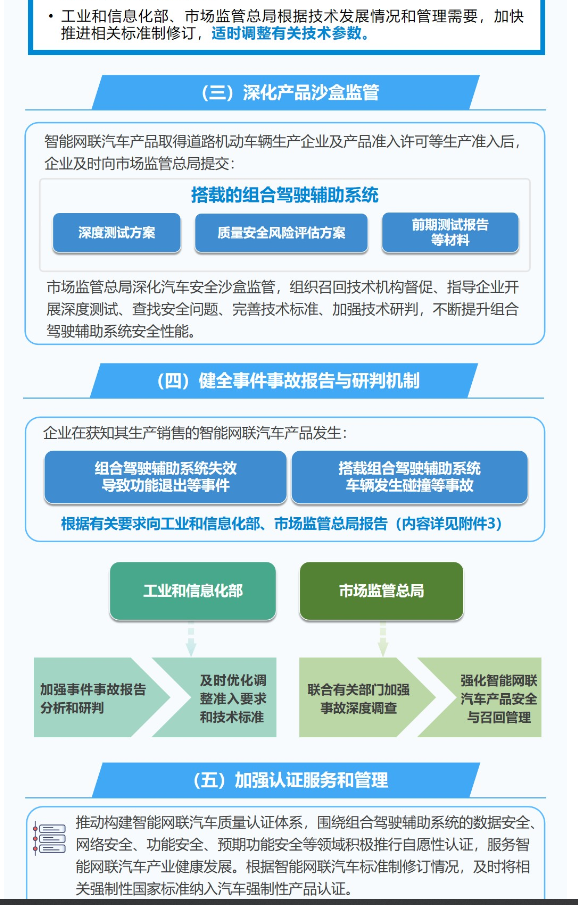 • 工业和信息化部、市场监管总局根据技术发展情况和管理需要，加快
推进相关标准制修订，适时调整有关技术参数。
（三）深化产品沙盒监管
智能网联汽车产品取得道路机动车辆生产企业及产品准入许可等生产准入后，
企业及时向市场监管总局提交：
搭载的组合驾驶辅助系统
深度测试方案
质量安全风险评估方案
前期测试报告
等材料
市场监管总局深化汽车安全沙盒监管，组织召回技术机构督促、指导企业开
展深度测试、查找安全问题、完善技术标准、加强技术研判，不断提升组合
驾驶辅助系统安全性能。
（四）健全事件事故报告与研判机制
企业在获知其生产销售的智能网联汽车产品发生：
组合驾驶辅助系统失效
导致功能退出等事件
搭载组合驾驶辅助系统
车辆发生碰撞等事故
根据有关要求向工业和信息化部、市场监管总局报告（内容详见附件3）
工业和信息化部
市场监管总局
加强事件事故报告
分析和研判
及时优化调
整准入要求
和技术标准
联合有关部门加强
事故深度调查
强化智能网联
汽车产品安全
与召回管理
（五）加强认证服务和管理
推动构建智能网联汽车质量认证体系，围绕组合驾驶辅助系统的数据安全、
网络安全、功能安全、预期功能安全等领域积极推行自愿性认证，服务智
能网联汽车产业健康发展。根据智能网联汽车标准制修订情况，及时将相
关强制性国家标准纳入汽车强制性产品认证。